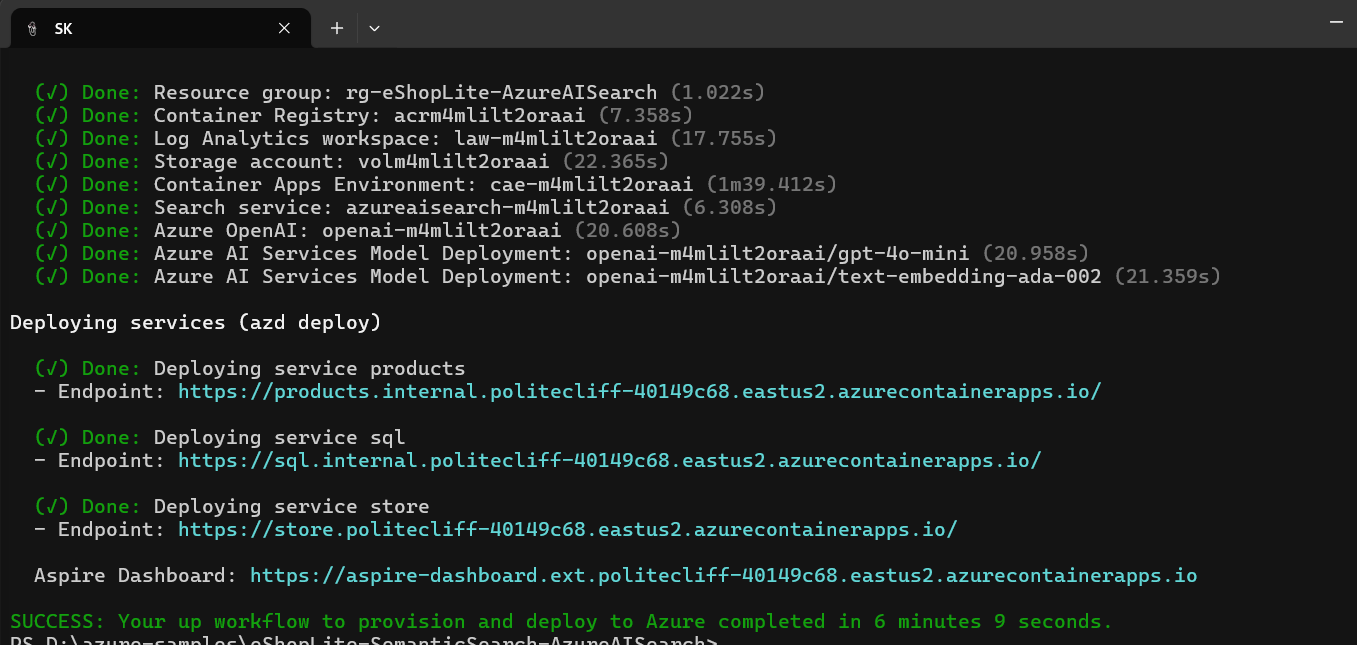 SK
(√) Done: Resource group: rg-eShopLite-AzureAISearch (1.022s)
(√) Done: Container Registry: acrm4mlilt2oraai (7.358s)
(√) Done: Log Analytics workspace: law-m4mlilt2oraai (17.755s)
(√) Done: Storage account: volm4mlilt2oraai (22.365s)
(√) Done: Container Apps Environment: cae-m4mlilt2oraai (1m39.412s)
(√) Done: Search service: azureaisearch-m4mlilt2oraai (6.308s)
(√) Done: Azure OpenAI: openai-m4mlilt2oraai (20.608s)
(√) Done: Azure AI Services Model Deployment: openai-m4mlilt2oraai/gpt-4o-mini (20.958s)
(√) Done: Azure AI Services Model Deployment: openai-m4mlilt2oraai/text-embedding-ada-002 (21.359s)
Deploying services (azd deploy)
(√) Done: Deploying service products
- Endpoint: https://products.internal.politecliff-40149c68.eastus2.azurecontainerapps.io/
(√) Done: Deploying service sql
- Endpoint: https://sql.internal.politecliff-40149c68.eastus2.azurecontainerapps.io/
(√) Done: Deploying service store
- Endpoint: https://store.politecliff-40149c68.eastus2.azurecontainerapps.io/
Aspire Dashboard: https://aspire-dashboard.ext.politecliff-40149c68.eastus2.azurecontainerapps.io
SUCCESS: Your up workflow to provision and deploy to Azure completed in 6 minutes 9 seconds.
PS D:\azure-samples\eShopLite-SemanticSearch-AzureAISearch>